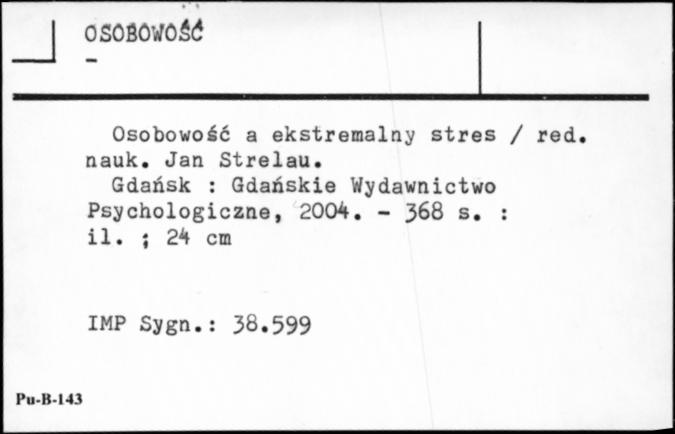 OSOBOWOŚĆ
-
Osobowość a ekstremalny stres / red.
nauk. Jan Strelau.
Gdańsk : Gdańskie Wydawnictwo
Psychologiczne, 2004. - 368 s. :
il. ; 24 cm
IMP Sygn.: 38.599
Pu-B-143